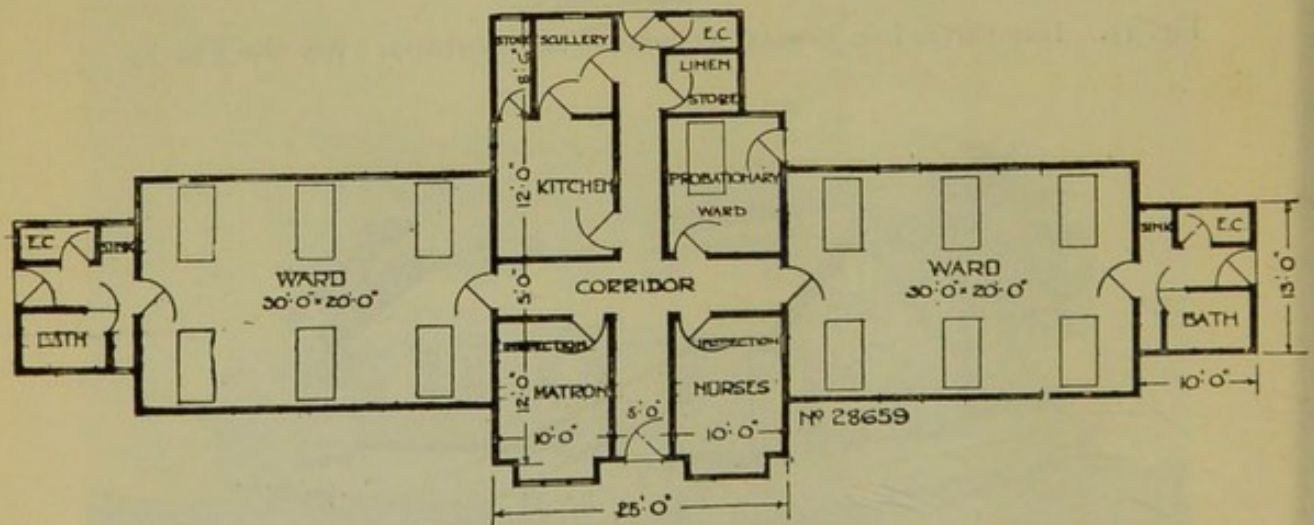 STORE
8'·6"
SCULLERY
E.C.
LINEN
STORE
KITCHEN
12'·0"
PROBATIONARY
WARD
E.C.
SINK
WARD
30'·0" × 20'·0"
BATH
5'·0"
CORRIDOR
WARD
30'·0" × 20'·0"
SINK
E.C.
BATH
13'·0"
10'·0"
INSPECTION
MATRON
12'·0"
10'·0"
5'·0"
INSPECTION
NURSES
10'·0"
Nº 28659
25'·0"